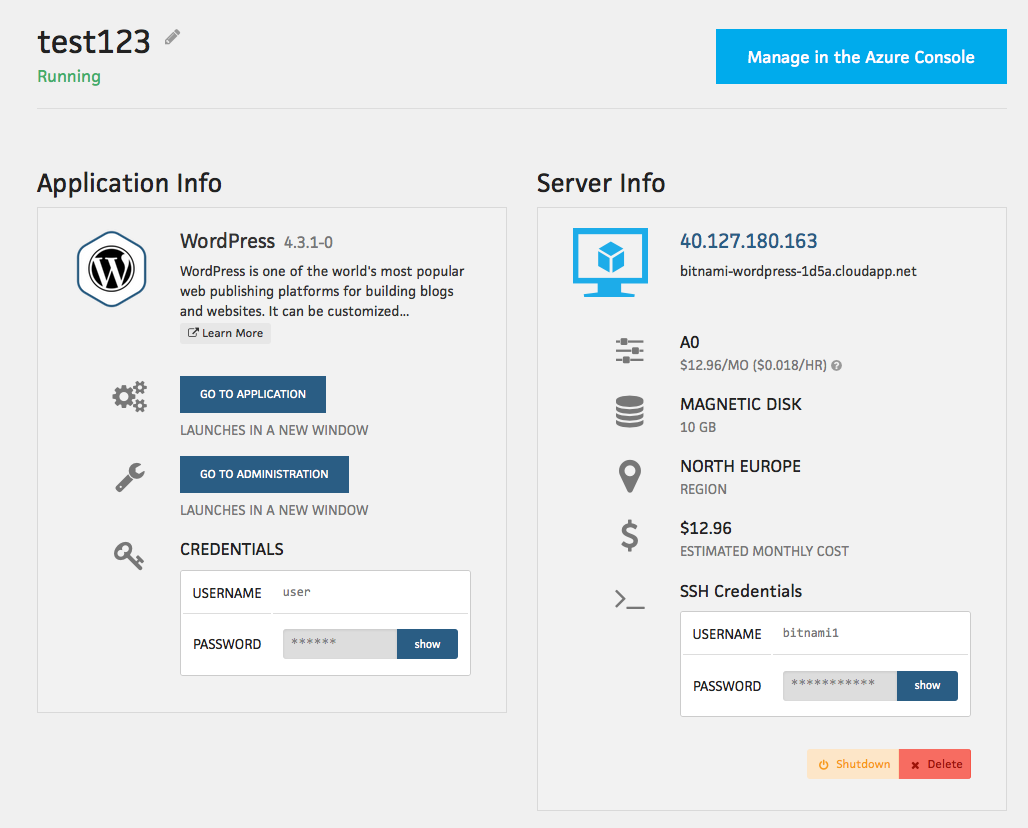 test123
Running
Manage in the Azure Console
Application Info
WordPress 4.3.1-0
WordPress is one of the world's most popular
web publishing platforms for building blogs
and websites. It can be customized...
Learn More
GO TO APPLICATION
LAUNCHES IN A NEW WINDOW
GO TO ADMINISTRATION
LAUNCHES IN A NEW WINDOW
CREDENTIALS
USERNAME user
PASSWORD ****** show
Server Info
40.127.180.163
bitnami-wordpress-1d5a.cloudapp.net
A0
$12.96/MO ($0.018/HR) ?
MAGNETIC DISK
10 GB
NORTH EUROPE
REGION
$12.96
ESTIMATED MONTHLY COST
SSH Credentials
USERNAME bitnami1
PASSWORD *********** show
Shutdown
Delete